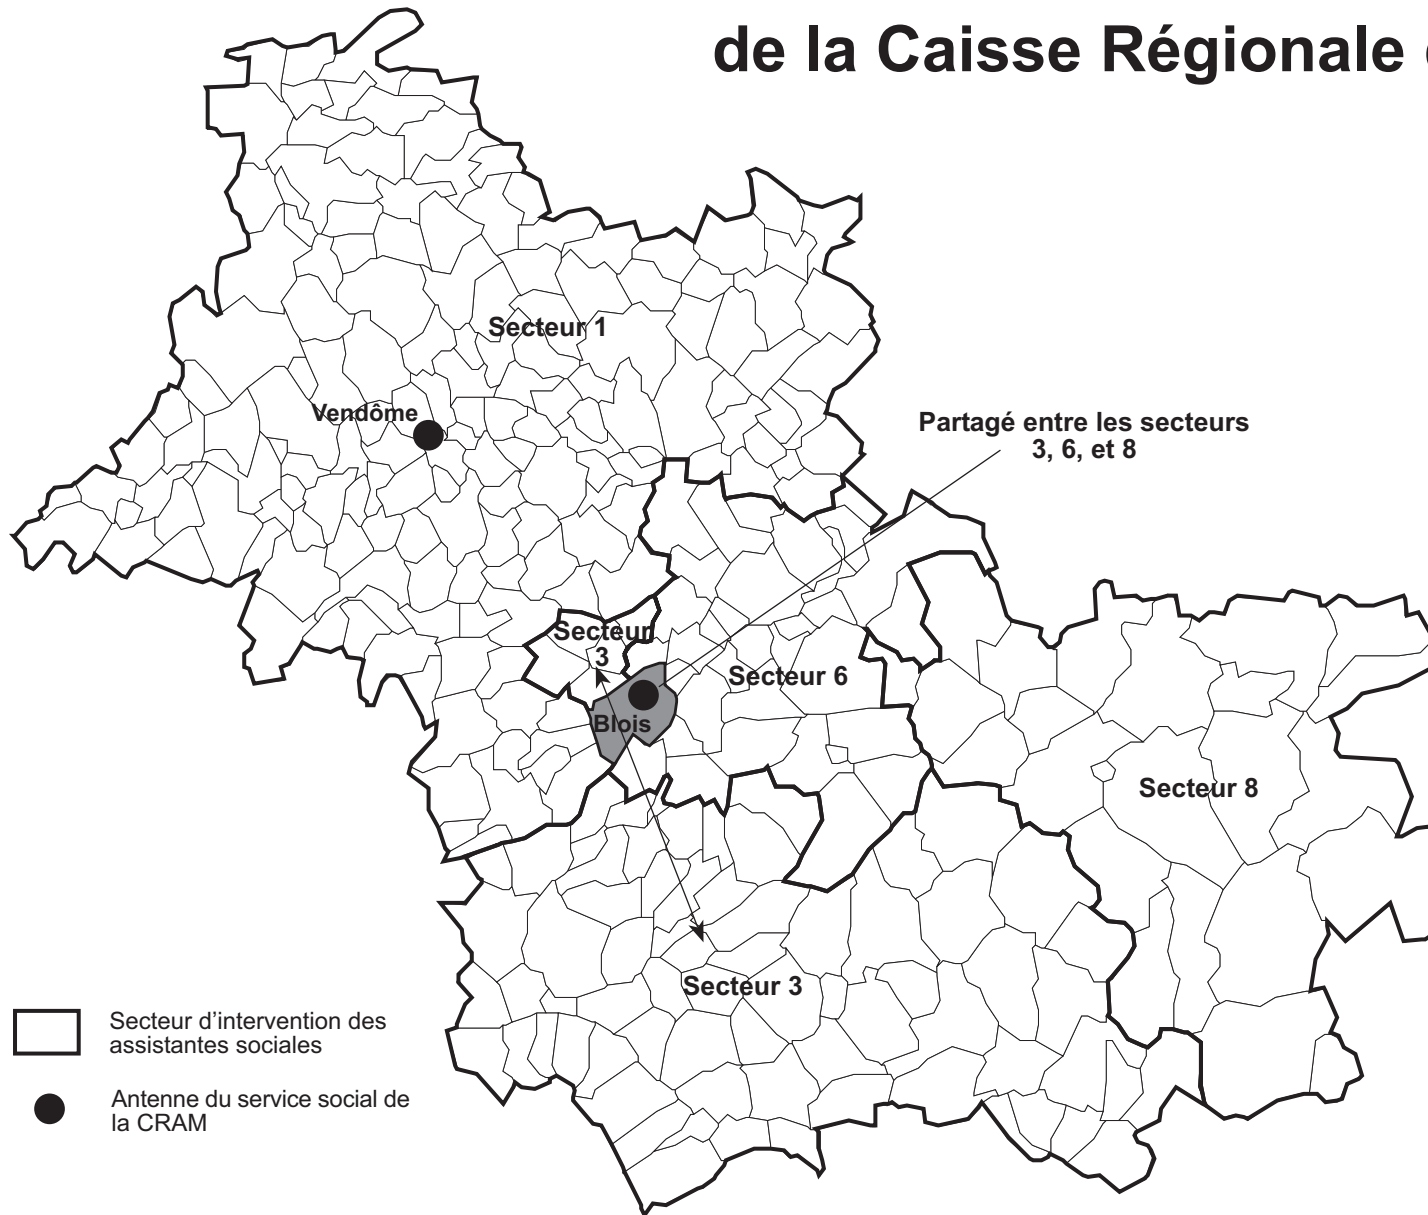 de la Caisse Régionale
Secteur 1
Vendôme
Partagé entre les secteurs
3, 6, et 8
Secteur
3
Secteur 6
Blois
Secteur 8
Secteur 3
Secteur d’intervention des
assistantes sociales
Antenne du service social de
la CRAM